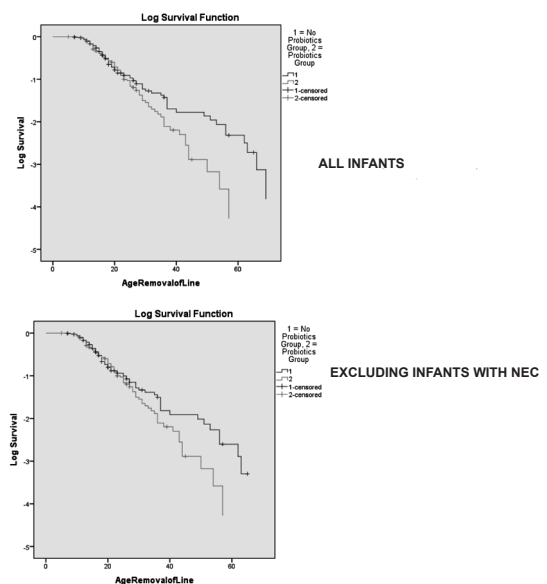 Log Survival Function
1 = No
Probiotics
Group, 2 =
Probiotics
Group
1
2
1-censored
2-censored
0
-1
-2
-3
-4
-5
Log Survival
0
20
40
60
AgeRemovalofLine
ALL INFANTS
Log Survival Function
1 = No
Probiotics
Group, 2 =
Probiotics
Group
1
2
1-censored
2-censored
0
-1
-2
-3
-4
-5
Log Survival
0
20
40
60
AgeRemovalofLine
EXCLUDING INFANTS WITH NEC